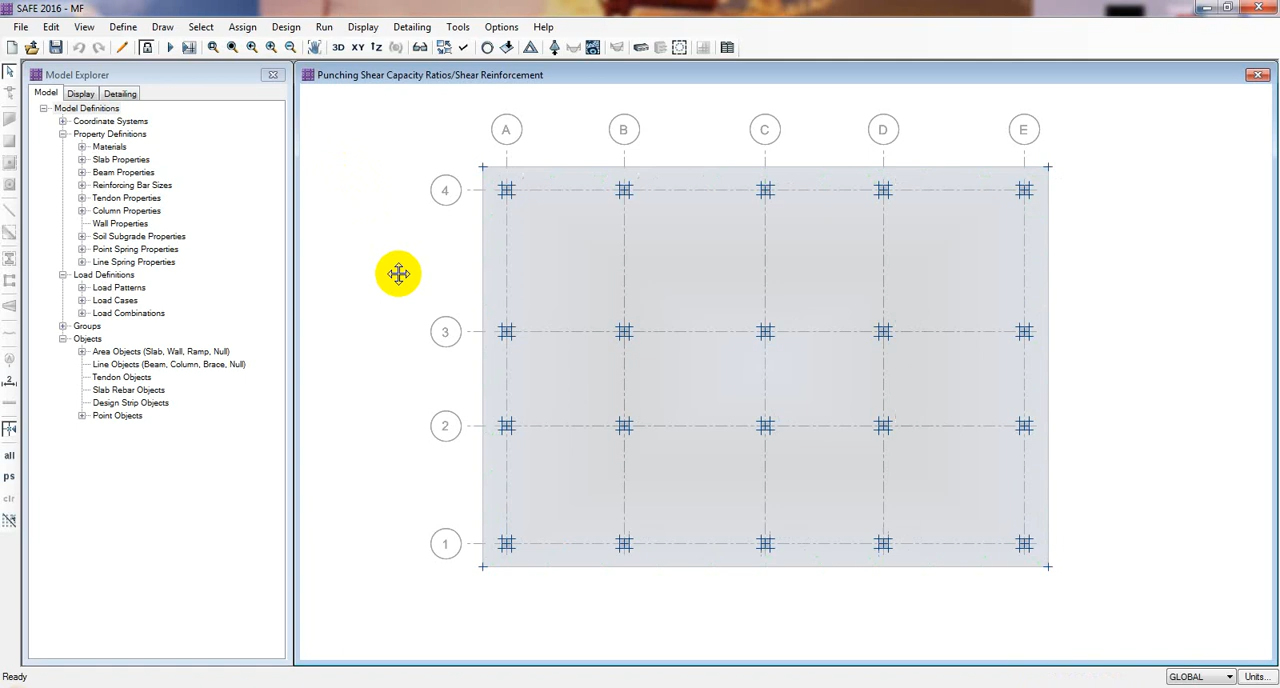 SAFE 2016 - MF
File Edit View Define Draw Select Assign Design Run Display Detailing Tools Options Help
3D XY
Model Explorer
Punching Shear Capacity Ratios/Shear Reinforcement
Model Display Detailing
Model Definitions
Coordinate Systems
Property Definitions
Materials
Slab Properties
Beam Properties
Reinforcing Bar Sizes
Tendon Properties
Column Properties
Wall Properties
Soil Subgrade Properties
Point Spring Properties
Line Spring Properties
Load Definitions
Load Patterns
Load Cases
Load Combinations
Groups
Objects
Area Objects (Slab, Wall, Ramp, Null)
Line Objects (Beam, Column, Brace, Null)
Tendon Objects
Slab Rebar Objects
Design Strip Objects
Point Objects
all
ps
clr
A B C D E
4
3
2
1
Ready
GLOBAL
Units...